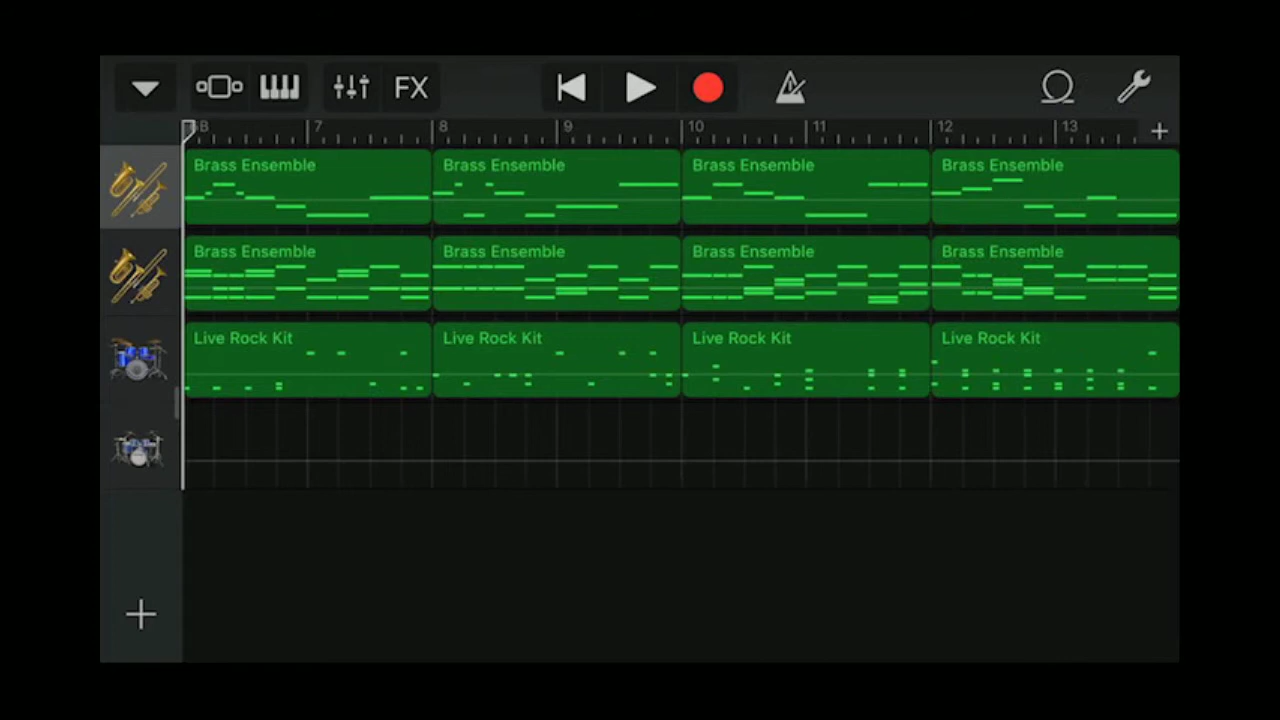 FX
6B 7 8 9 10 11 12 13
Brass Ensemble Brass Ensemble Brass Ensemble Brass Ensemble
Brass Ensemble Brass Ensemble Brass Ensemble Brass Ensemble
Live Rock Kit Live Rock Kit Live Rock Kit Live Rock Kit